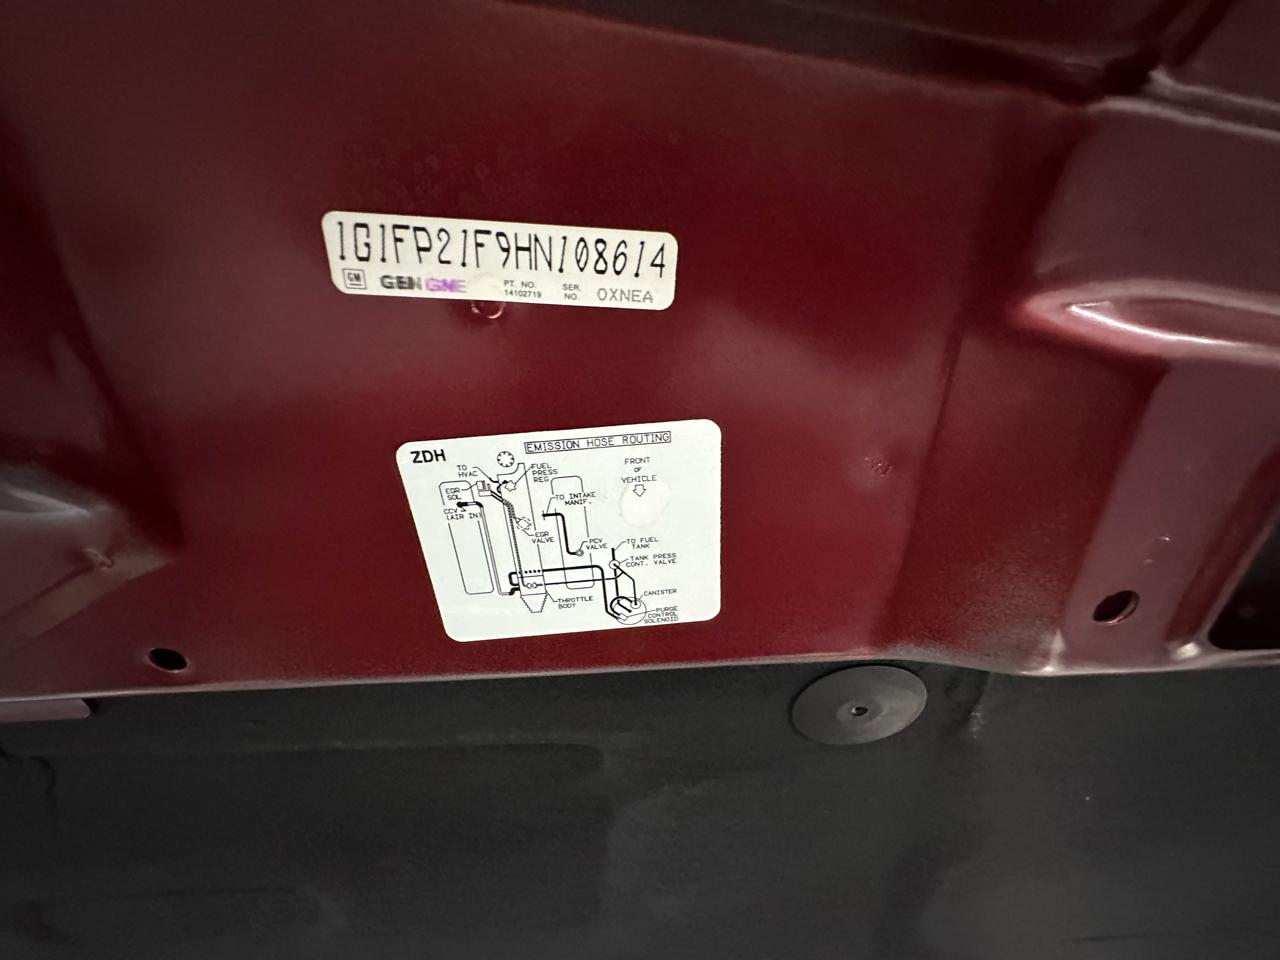 1G1FP21F9HN108614
GM GEN GME PT. NO. 14102719 SER. NO. OXNEA
ZDH
EMISSION HOSE ROUTING
TO HVAC
FUEL PRESS REG
FRONT OF VEHICLE
EGR SOL
TO INTAKE MANIF.
CCV (AIR IN)
EGR VALVE
PCV VALVE
TO FUEL TANK
TANK PRESS CONT. VALVE
THROTTLE BODY
CANISTER
PURGE CONTROL SOLENOID